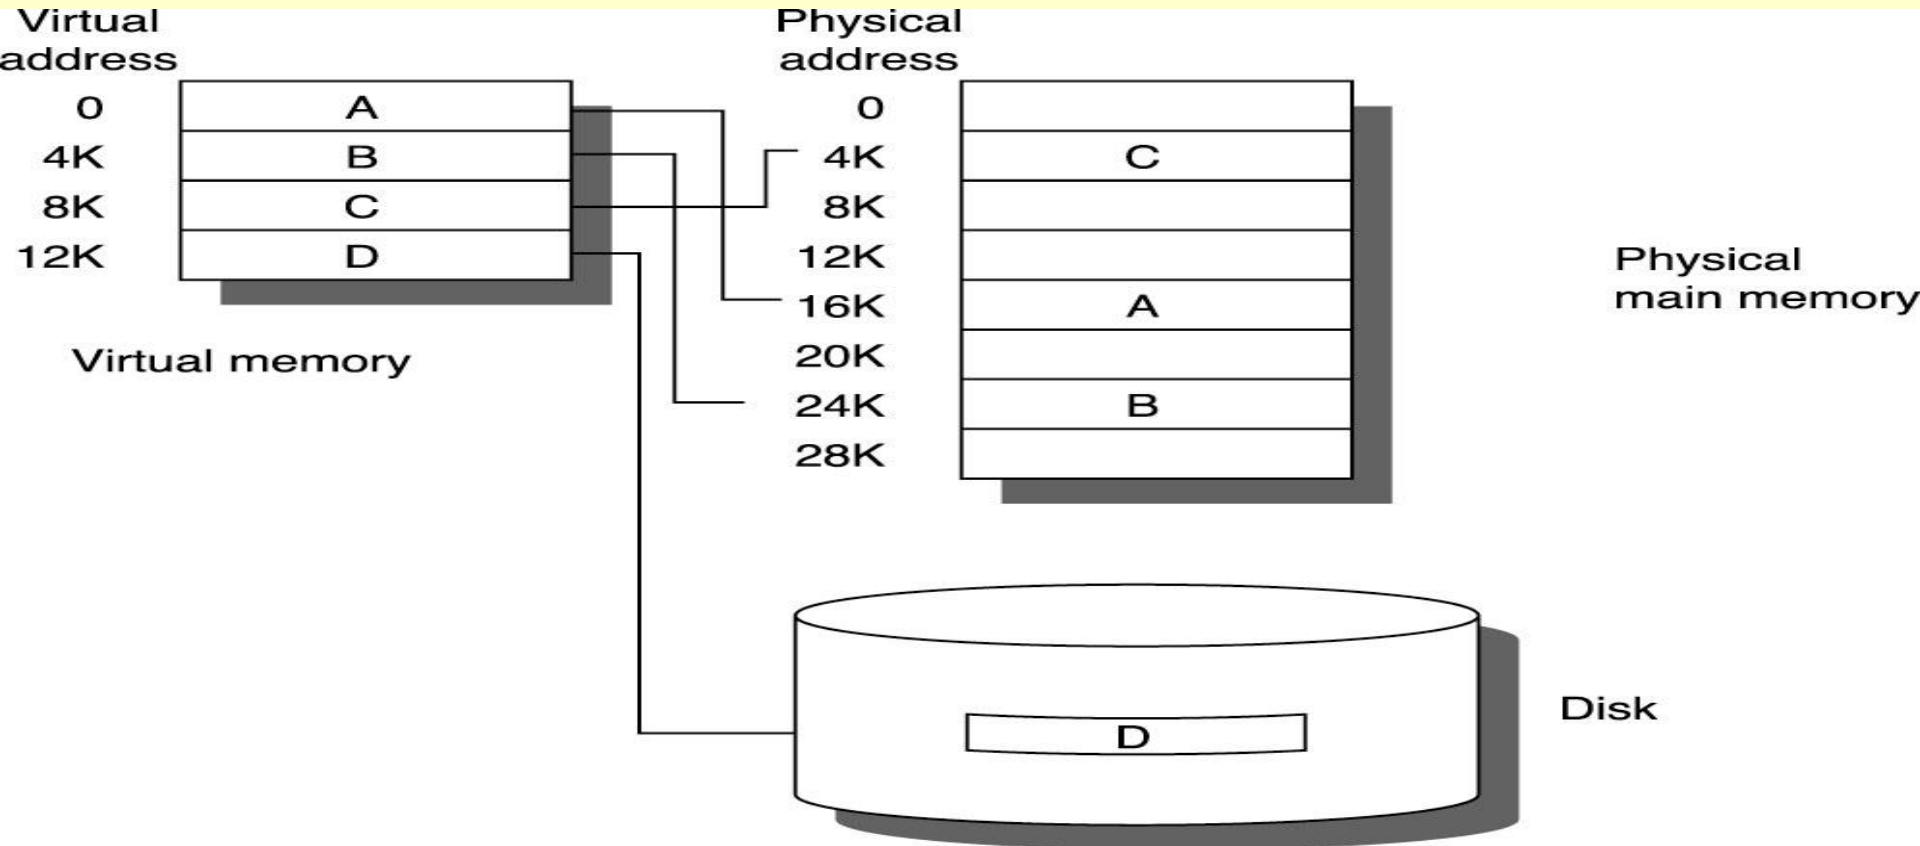 Virtual
address
0
A
4K
B
8K
C
12K
D
Virtual memory
Physical
address
0
4K
C
8K
12K
16K
A
20K
24K
B
28K
Physical
main memory
D
Disk